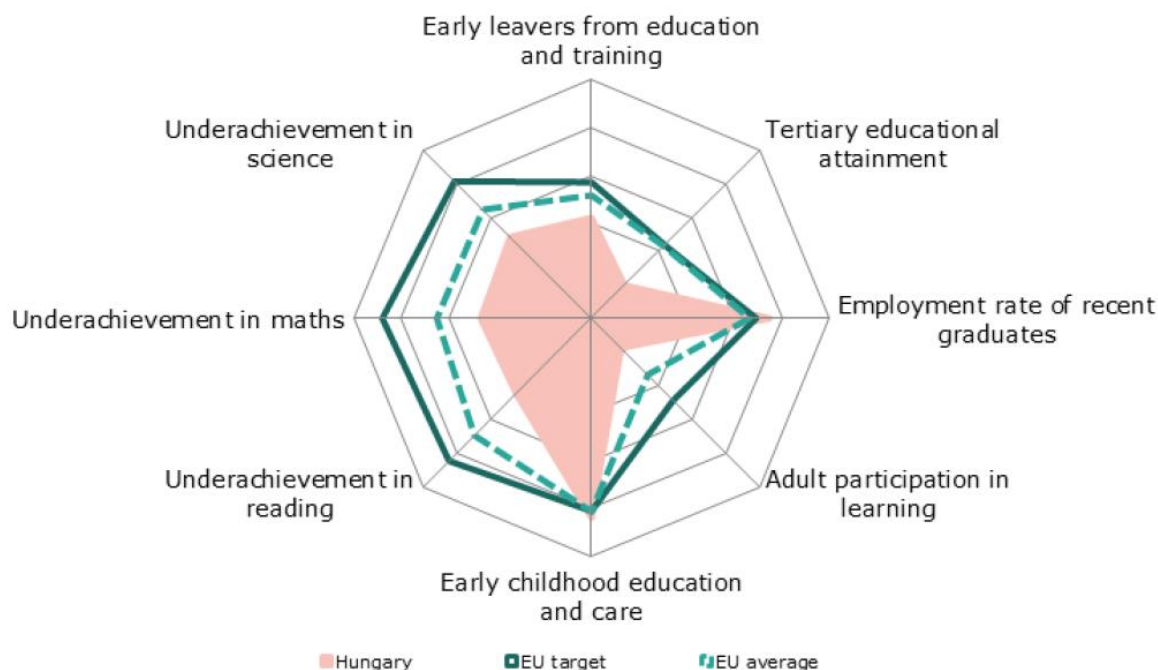 Early leavers from education
and training
Underachievement in
science
Tertiary educational
attainment
Underachievement in maths
Employment rate of recent
graduates
Underachievement in
reading
Adult participation in
learning
Early childhood education
and care
Hungary
EU target
EU average